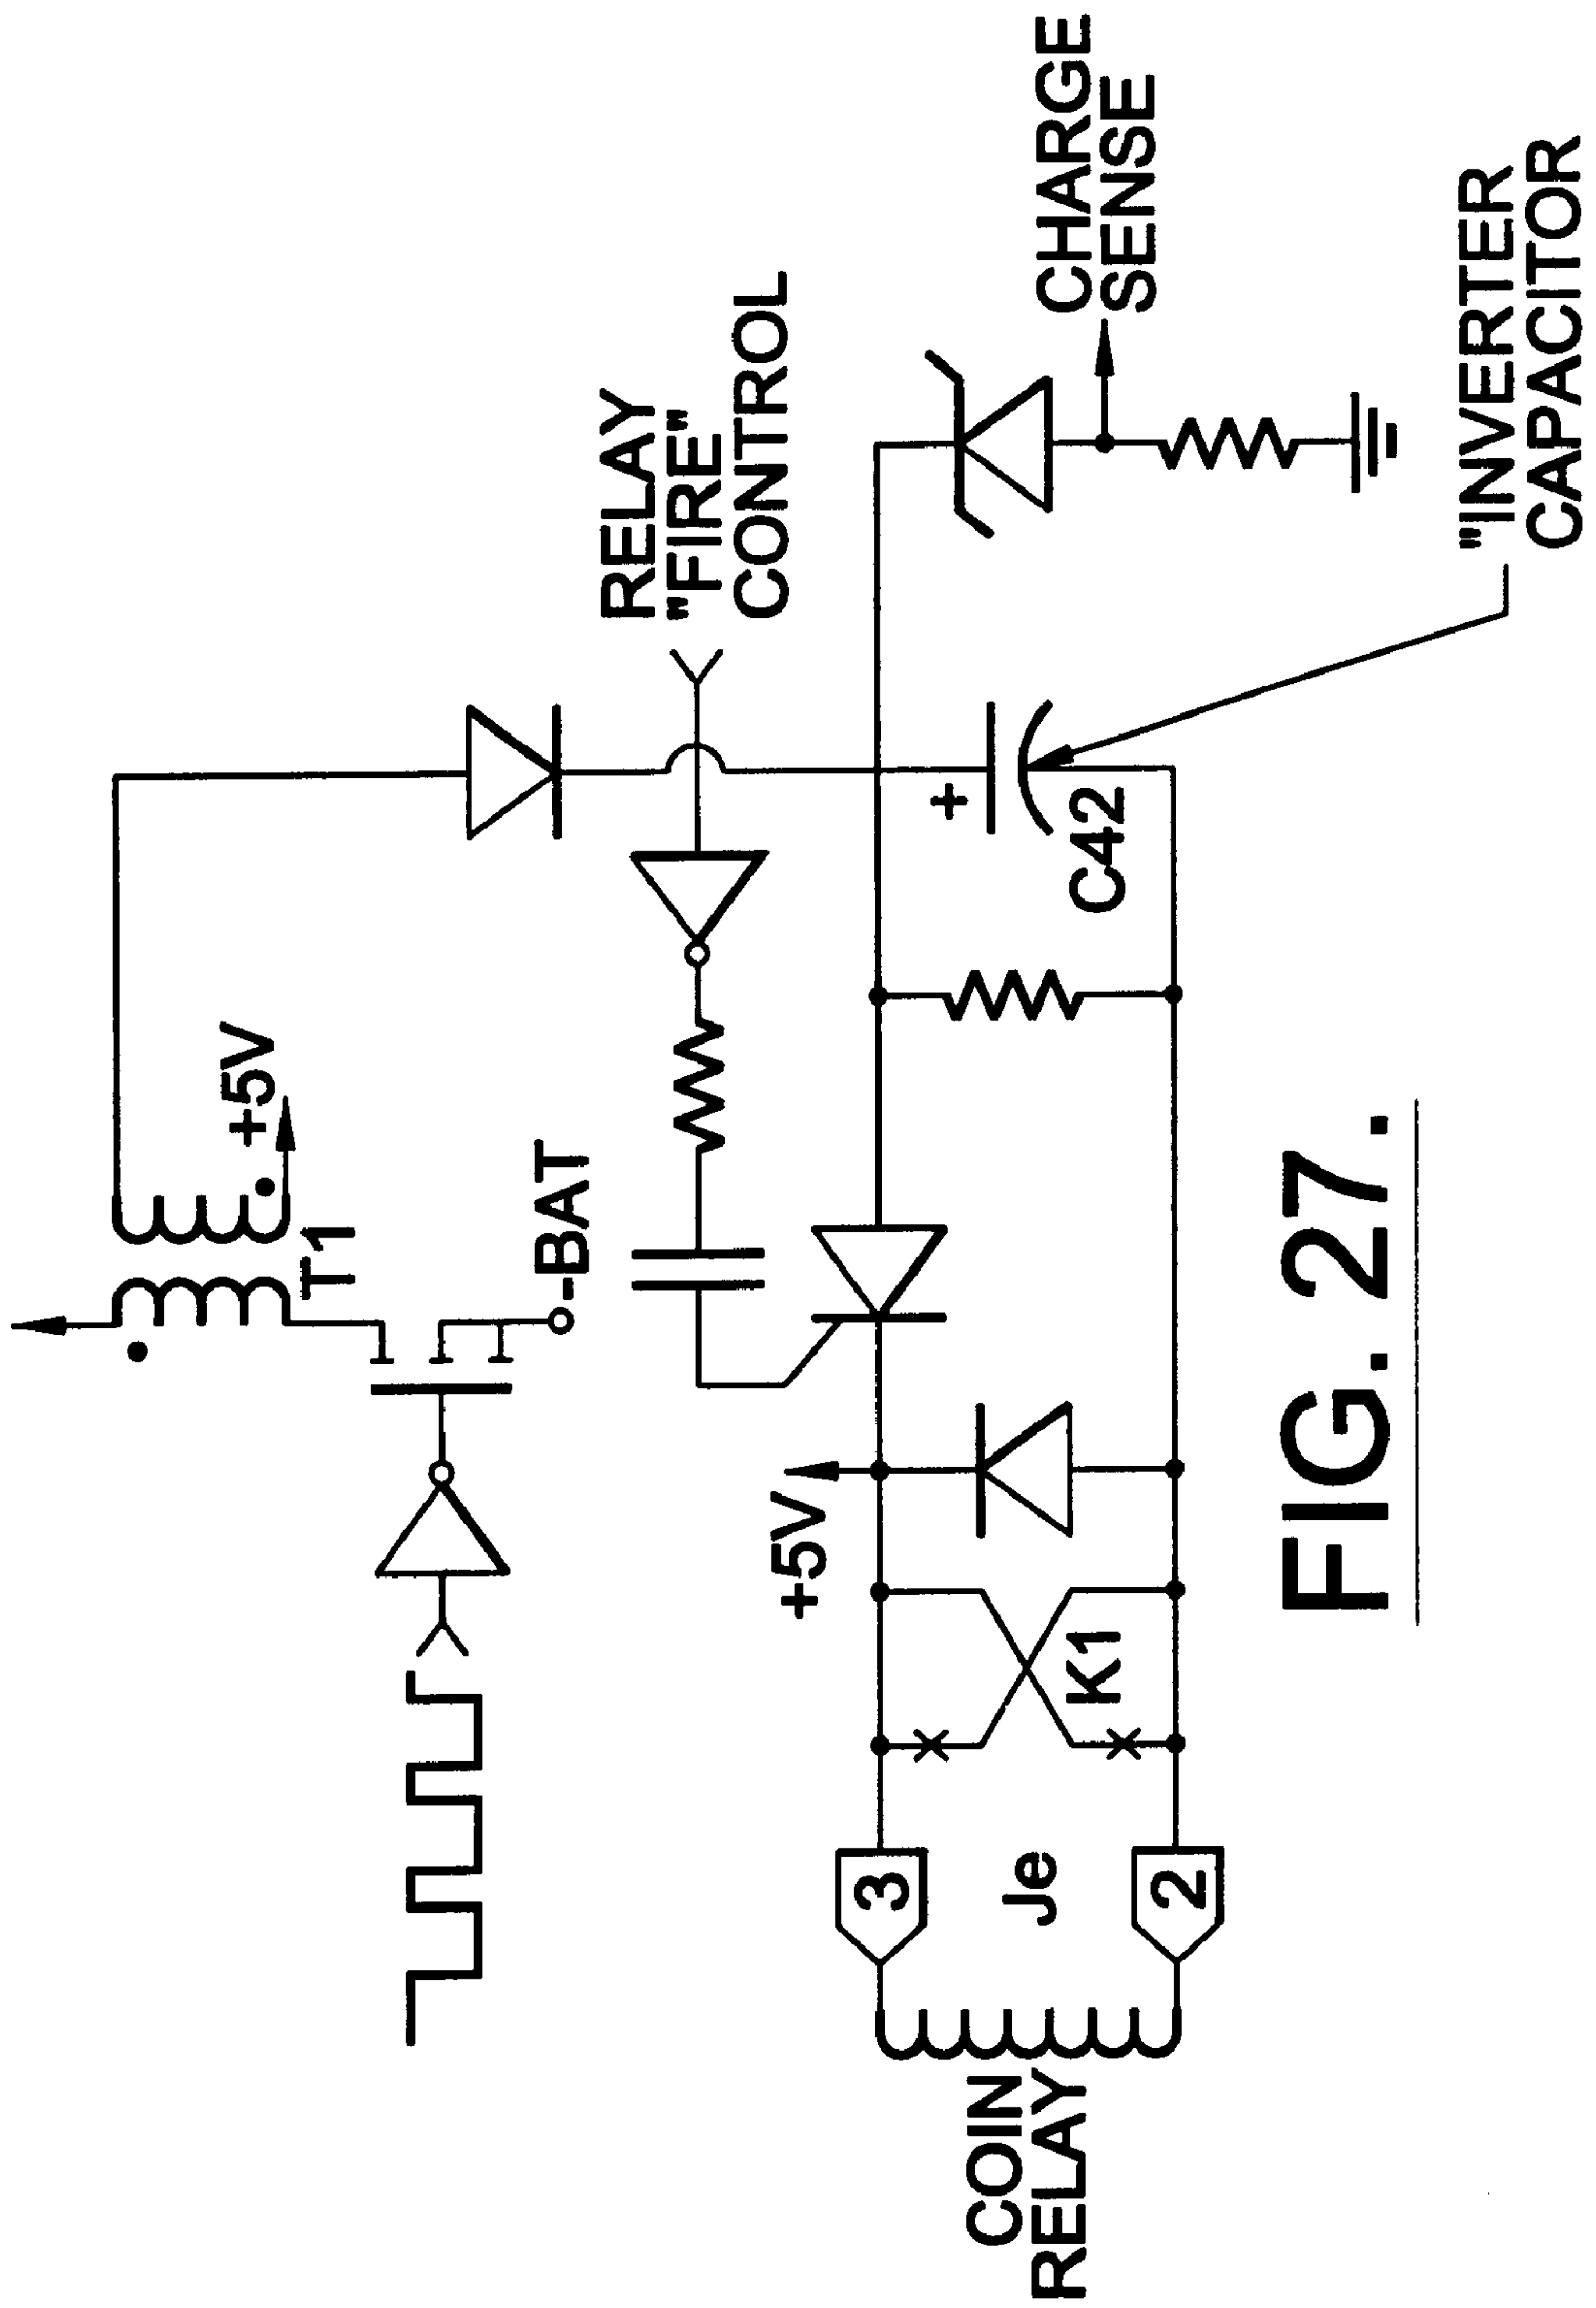 +5V
T1
-BAT
RELAY
"FIRE"
CONTROL
+5V
CHARGE
SENSE
+
C42
"INVERTER
CAPACITOR
K1
3
Je
2
COIN
RELAY
FIG. 27.